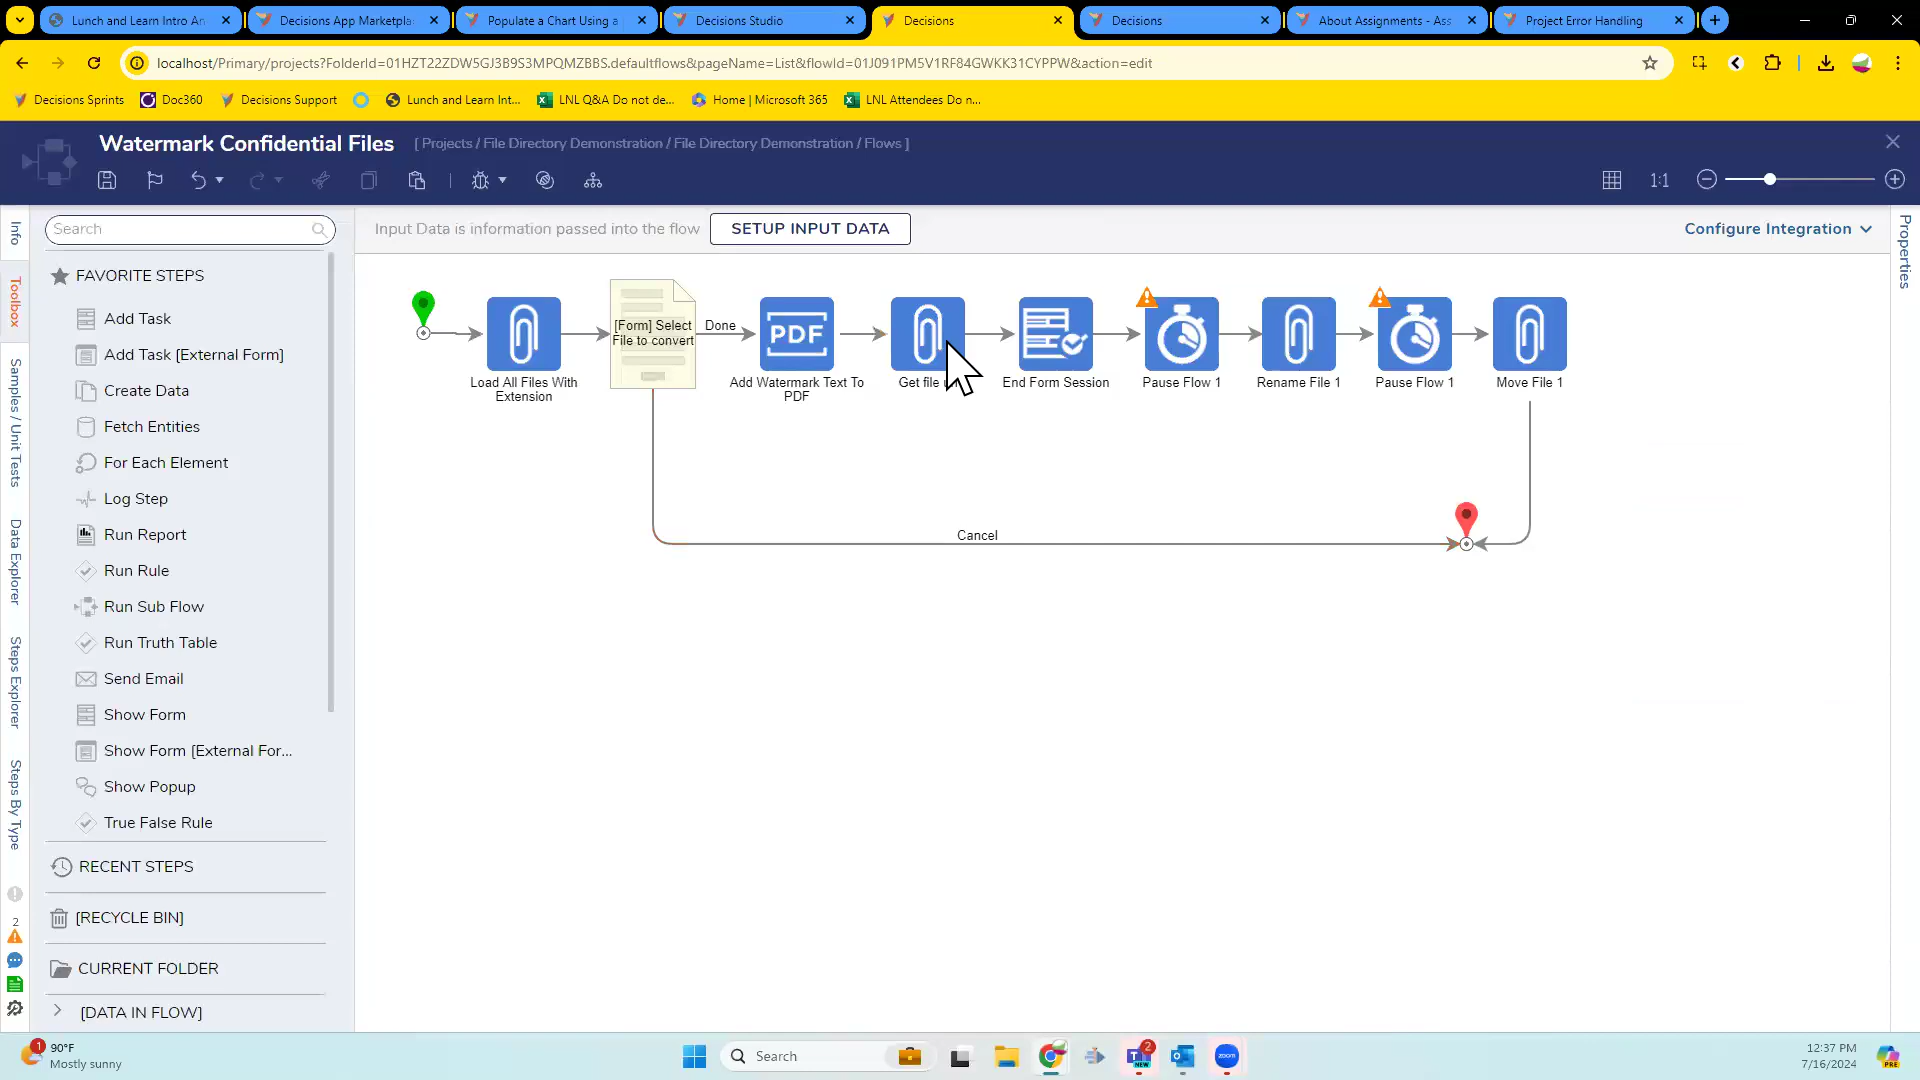 Lunch and Learn Intro An
Decisions App Marketpla
Populate a Chart Using a
Decisions Studio
Decisions
Decisions
About Assignments - Ass
Project Error Handling
localhost/Primary/projects?FolderId=01HZT22ZDW5GJ3B9S3MPQMZBBS.defaultflows&pageName=List&flowId=01J091PM5V1RF84GWKK31CYPPW&action=edit
Decisions Sprints
Doc360
Decisions Support
Lunch and Learn Int...
LNL Q&A Do not de...
Home | Microsoft 365
LNL Attendees Do n...
Watermark Confidential Files
[ Projects / File Directory Demonstration / File Directory Demonstration / Flows ]
1:1
Info
Toolbox
Samples / Unit Tests
Data Explorer
Steps Explorer
Steps By Type
2
Search
FAVORITE STEPS
Add Task
Add Task [External Form]
Create Data
Fetch Entities
For Each Element
Log Step
Run Report
Run Rule
Run Sub Flow
Run Truth Table
Send Email
Show Form
Show Form [External For...
Show Popup
True False Rule
RECENT STEPS
[RECYCLE BIN]
CURRENT FOLDER
[DATA IN FLOW]
Input Data is information passed into the flow
SETUP INPUT DATA
Configure Integration
Properties
Load All Files With
Extension
[Form] Select
File to convert
Done
PDF
Add Watermark Text To
PDF
Get file
End Form Session
Pause Flow 1
Rename File 1
Pause Flow 1
Move File 1
Cancel
1
90°F
Mostly sunny
Search
2
NEW
zoom
12:37 PM
7/16/2024
PRE